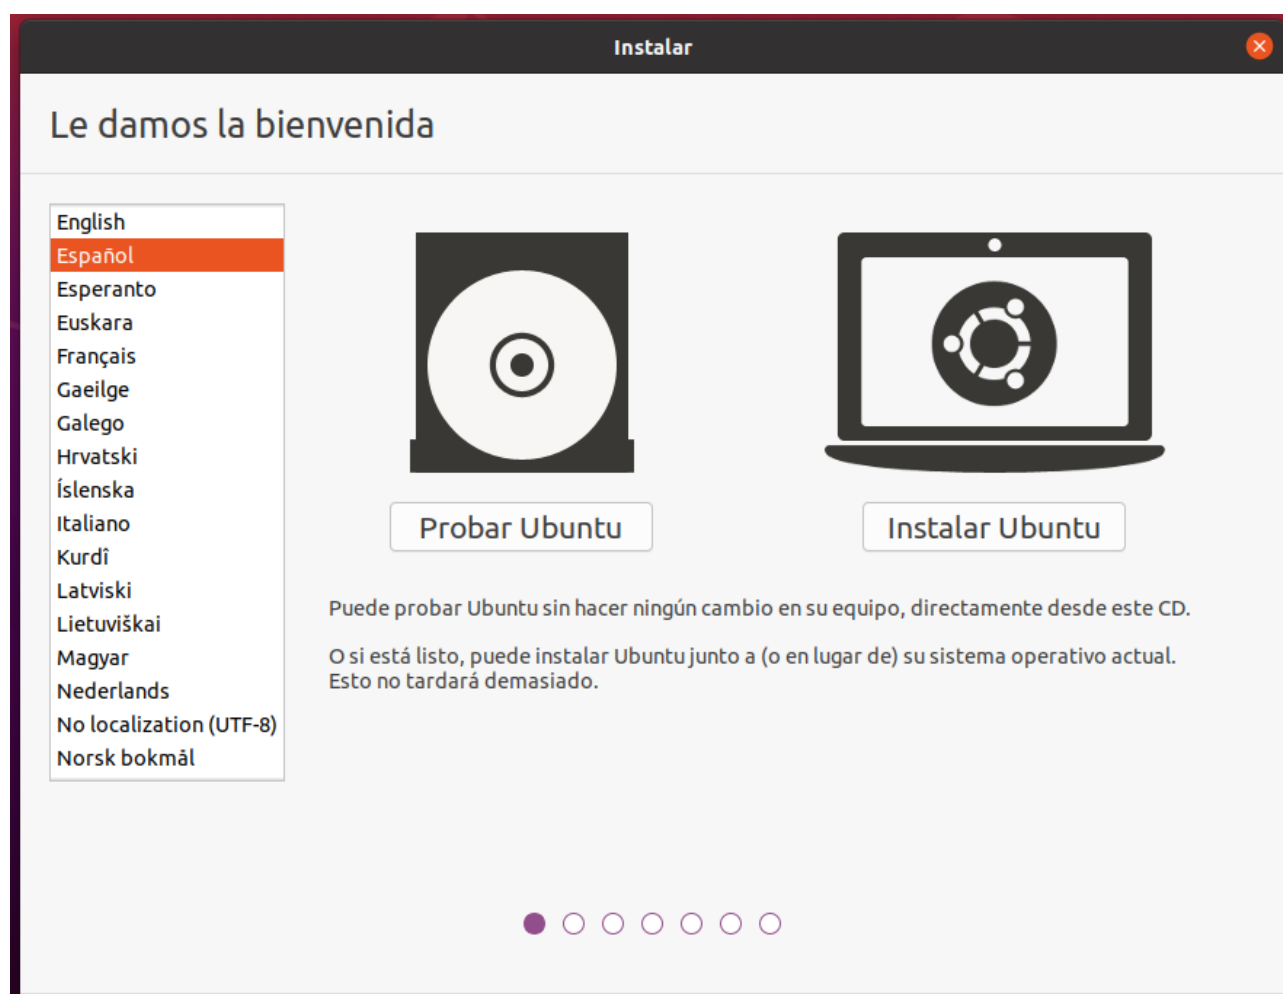 Instalar
Le damos la bienvenida
English
Español
Esperanto
Euskara
Français
Gaeilge
Galego
Hrvatski
Íslenska
Italiano
Kurdî
Latviski
Lietuviškai
Magyar
Nederlands
No localization (UTF-8)
Norsk bokmål
Probar Ubuntu
Instalar Ubuntu
Puede probar Ubuntu sin hacer ningún cambio en su equipo, directamente desde este CD.
O si está listo, puede instalar Ubuntu junto a (o en lugar de) su sistema operativo actual.
Esto no tardará demasiado.